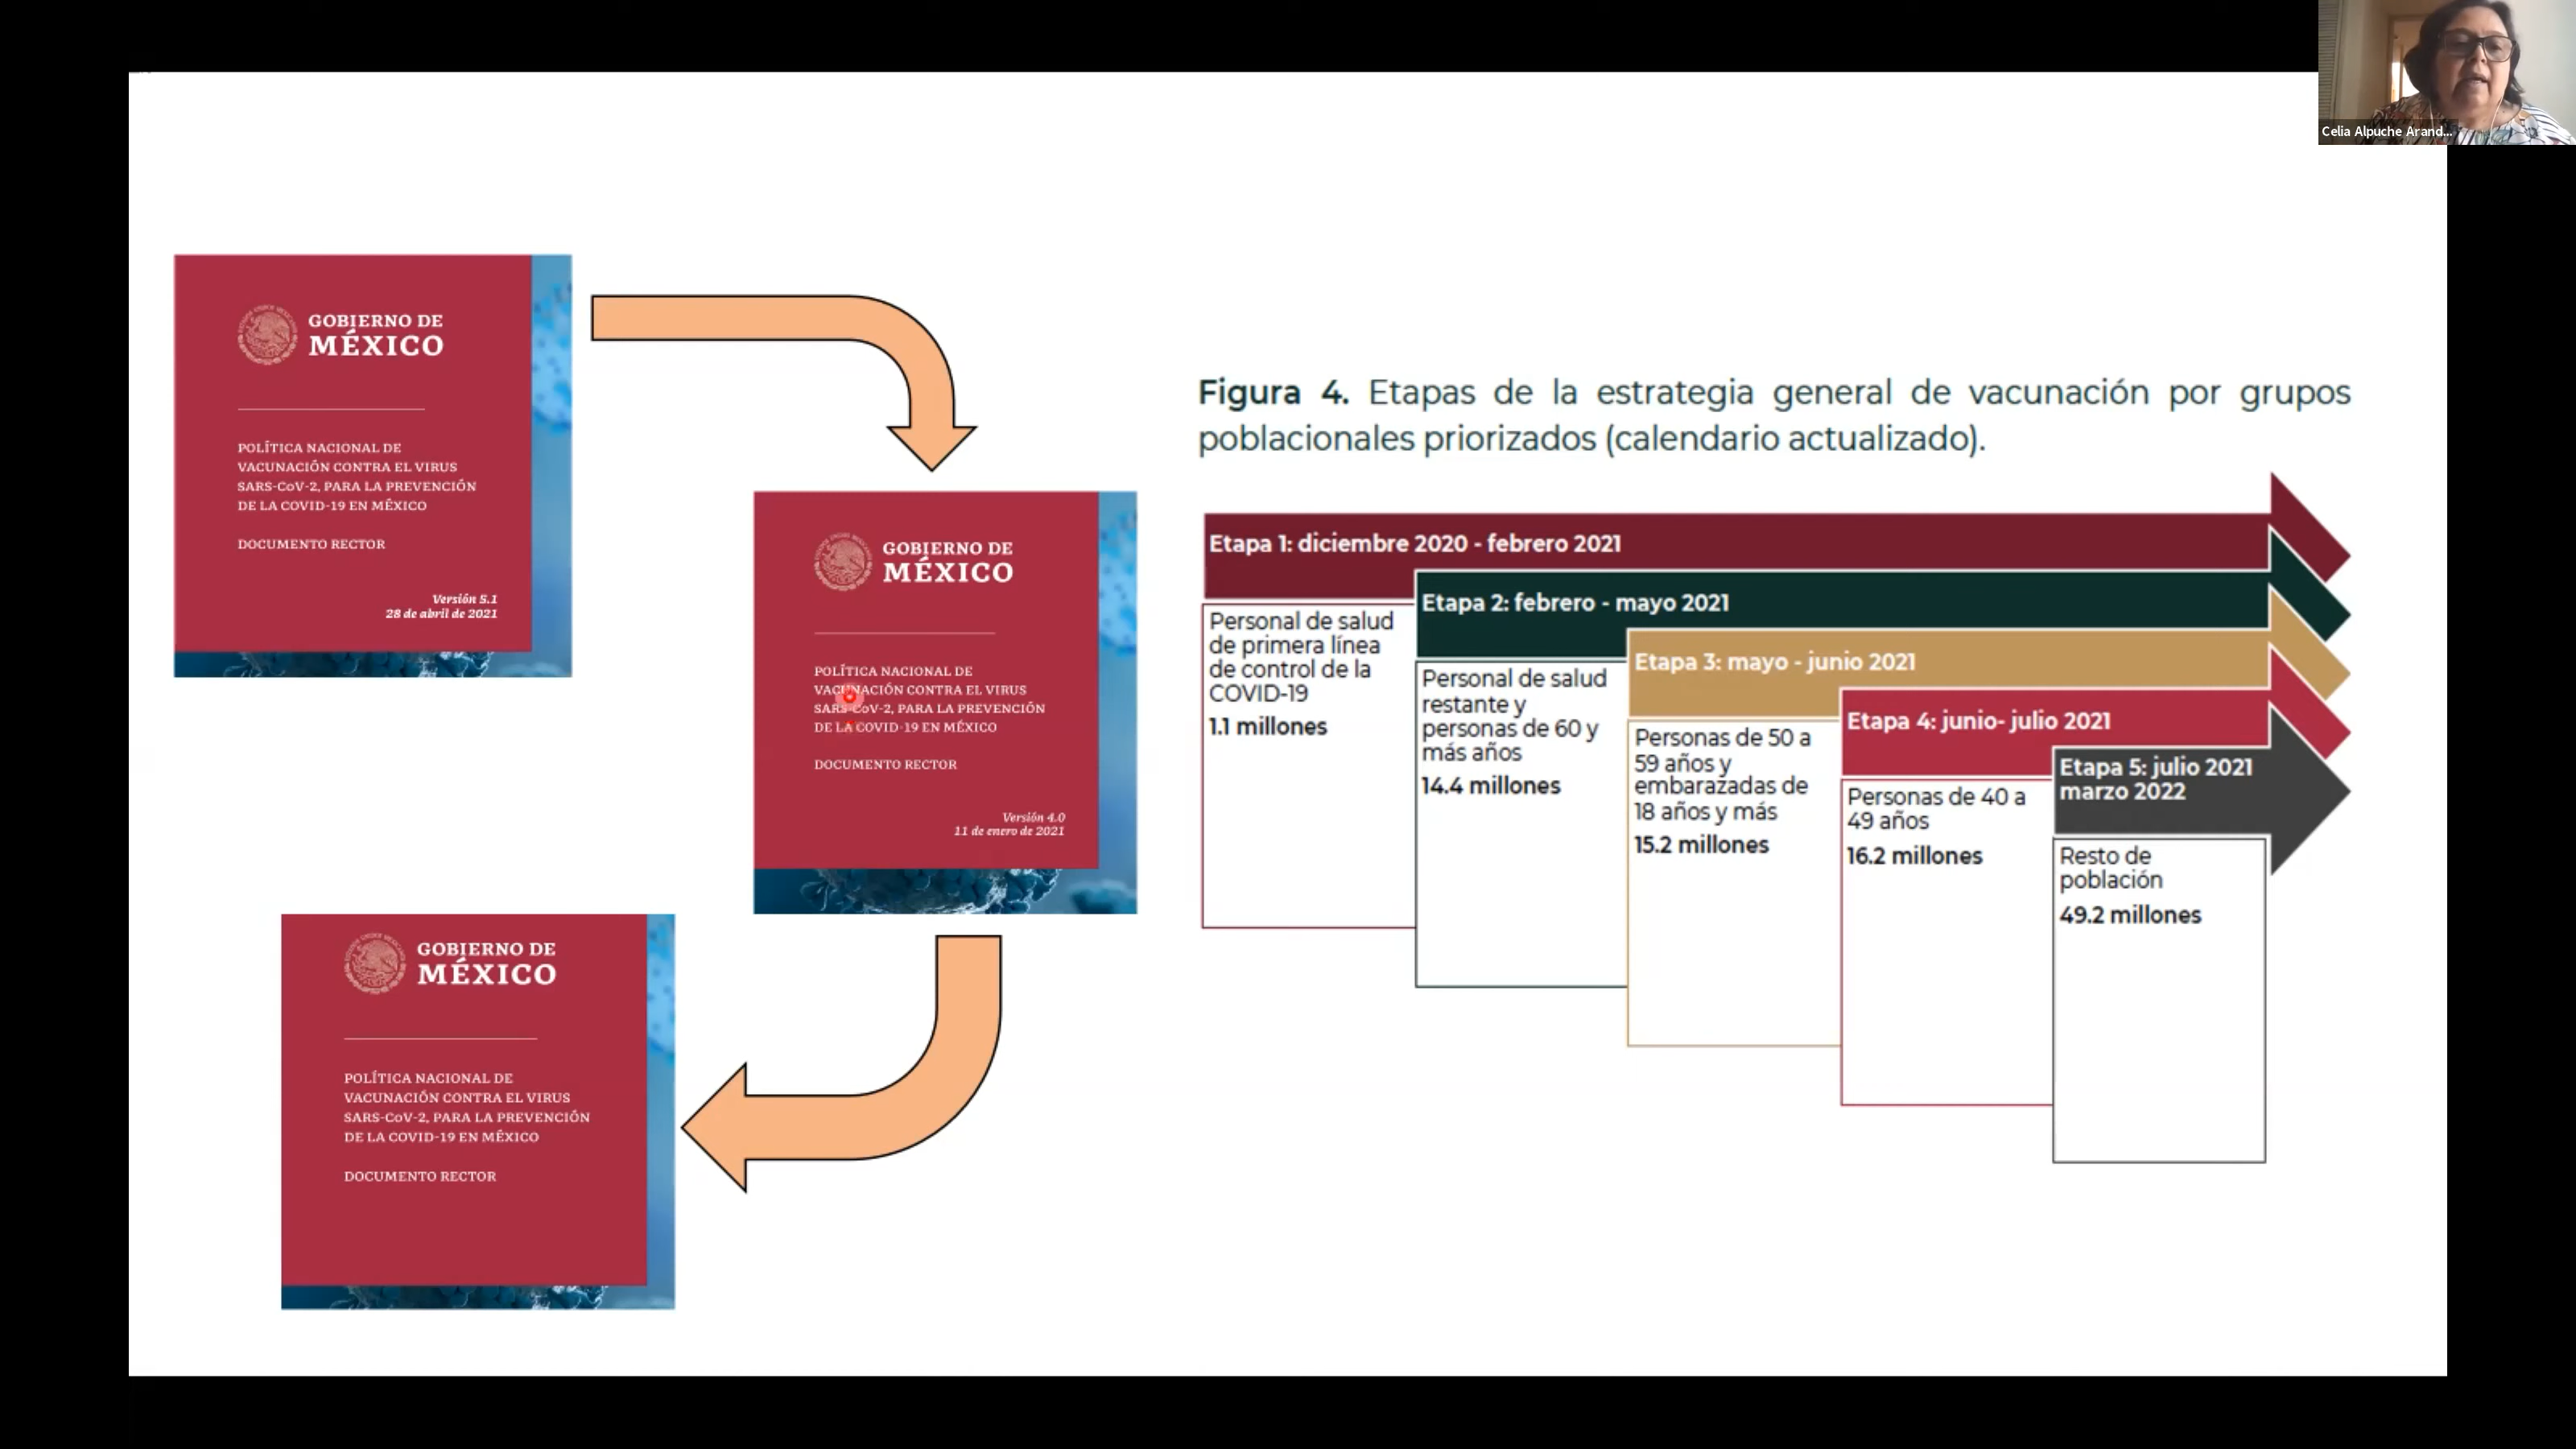 Celia Alpuche Arand...
GOBIERNO DE
MÉXICO
POLÍTICA NACIONAL DE
VACUNACIÓN CONTRA EL VIRUS
SARS-CoV-2, PARA LA PREVENCIÓN
DE LA COVID-19 EN MÉXICO
DOCUMENTO RECTOR
Versión 5.1
28 de abril de 2021
GOBIERNO DE
MÉXICO
POLÍTICA NACIONAL DE
VACUNACIÓN CONTRA EL VIRUS
SARS-CoV-2, PARA LA PREVENCIÓN
DE LA COVID-19 EN MÉXICO
DOCUMENTO RECTOR
Versión 4.0
11 de enero de 2021
GOBIERNO DE
MÉXICO
POLÍTICA NACIONAL DE
VACUNACIÓN CONTRA EL VIRUS
SARS-CoV-2, PARA LA PREVENCIÓN
DE LA COVID-19 EN MÉXICO
DOCUMENTO RECTOR
Figura 4. Etapas de la estrategia general de vacunación por grupos
poblacionales priorizados (calendario actualizado).
Etapa 1: diciembre 2020 - febrero 2021
Personal de salud
de primera línea
de control de la
COVID-19
1.1 millones
Etapa 2: febrero - mayo 2021
Personal de salud
restante y
personas de 60 y
más años
14.4 millones
Etapa 3: mayo - junio 2021
Personas de 50 a
59 años y
embarazadas de
18 años y más
15.2 millones
Etapa 4: junio- julio 2021
Personas de 40 a
49 años
16.2 millones
Etapa 5: julio 2021
marzo 2022
Resto de
población
49.2 millones